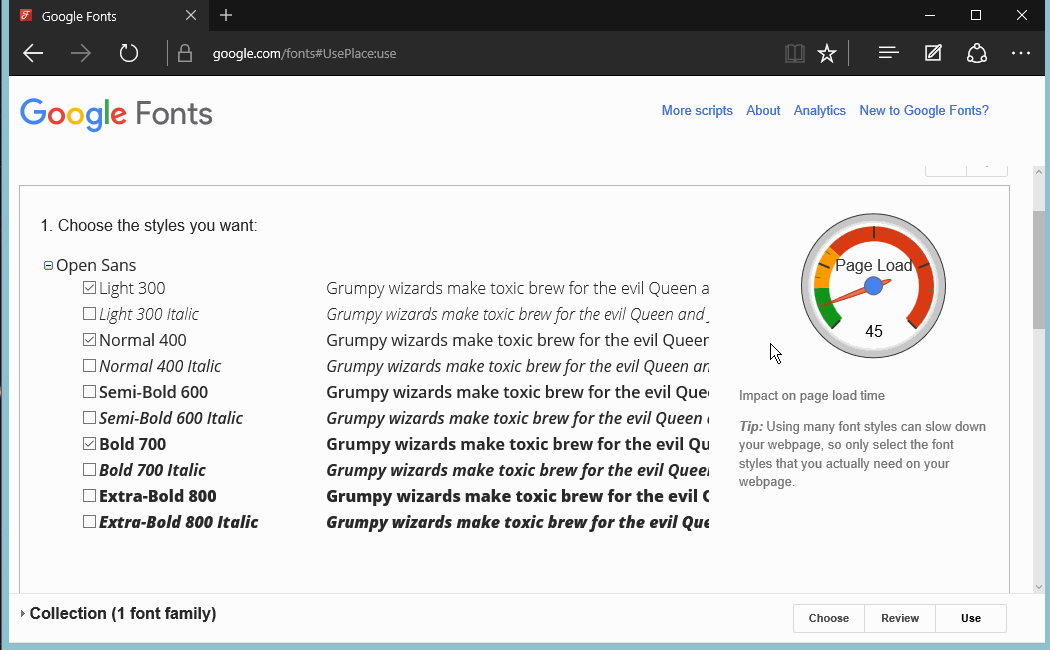 Google Fonts
google.com/fonts#UsePlace:use
Google Fonts
More scripts About Analytics New to Google Fonts?
1. Choose the styles you want:
Open Sans
Light 300 Grumpy wizards make toxic brew for the evil Queen a
Light 300 Italic Grumpy wizards make toxic brew for the evil Queen and
Normal 400 Grumpy wizards make toxic brew for the evil Queen
Normal 400 Italic Grumpy wizards make toxic brew for the evil Queen an
Semi-Bold 600 Grumpy wizards make toxic brew for the evil Que
Semi-Bold 600 Italic Grumpy wizards make toxic brew for the evil Queen
Bold 700 Grumpy wizards make toxic brew for the evil Qu
Bold 700 Italic Grumpy wizards make toxic brew for the evil Queen
Extra-Bold 800 Grumpy wizards make toxic brew for the evil
Extra-Bold 800 Italic Grumpy wizards make toxic brew for the evil Que
Page Load
45
Impact on page load time
Tip: Using many font styles can slow down
your webpage, so only select the font
styles that you actually need on your
webpage.
Collection (1 font family)
Choose Review Use